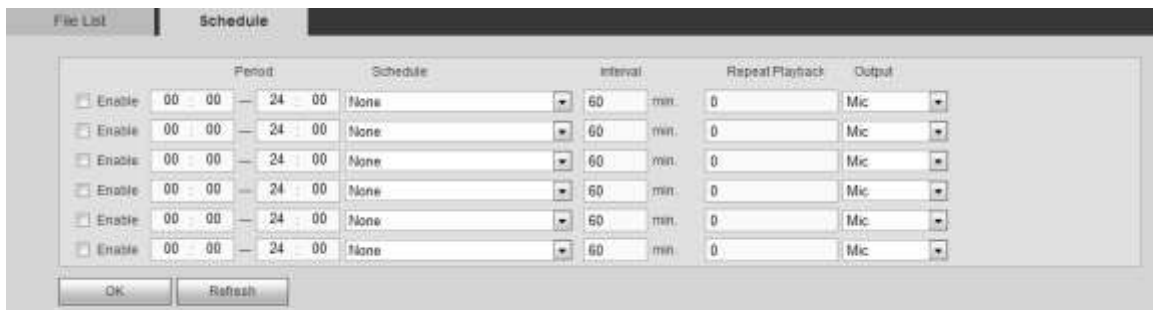 File List Schedule
Period Schedule Interval Repeat Playback Output
Enable 00 : 00 — 24 : 00 None 60 min. 0 Mic
Enable 00 : 00 — 24 : 00 None 60 min. 0 Mic
Enable 00 : 00 — 24 : 00 None 60 min. 0 Mic
Enable 00 : 00 — 24 : 00 None 60 min. 0 Mic
Enable 00 : 00 — 24 : 00 None 60 min. 0 Mic
Enable 00 : 00 — 24 : 00 None 60 min. 0 Mic
OK Refresh